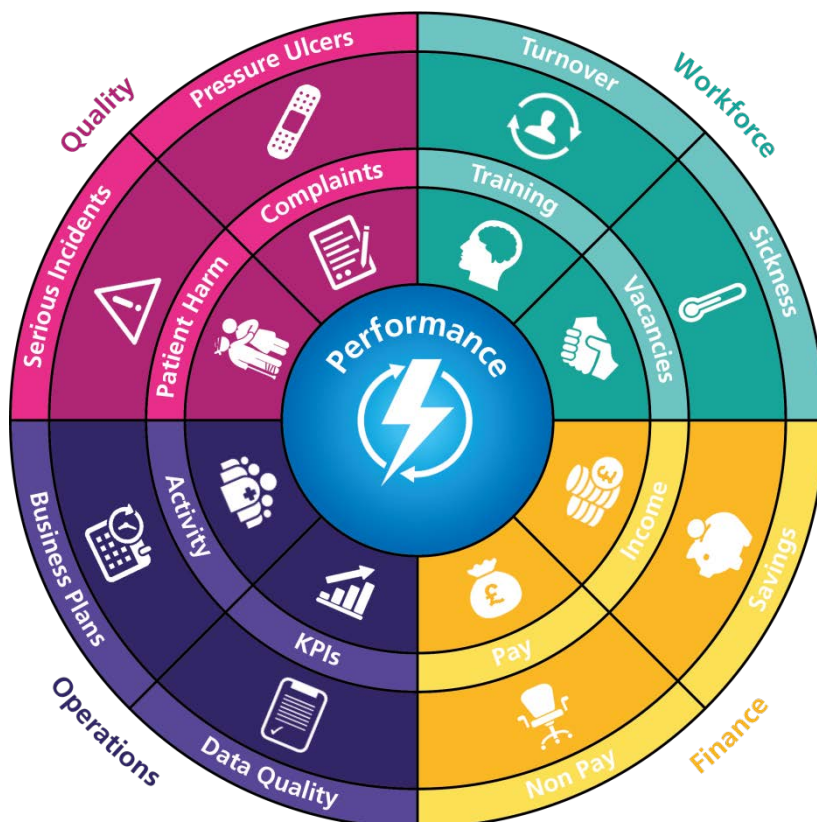 Quality
Workforce
Pressure Ulcers
Turnover
Serious Incidents
Sickness
Complaints
Training
Patient Harm
Vacancies
Performance
£
Activity
Income
Business Plans
Savings
£
KPIs
Pay
Data Quality
Non Pay
Operations
Finance